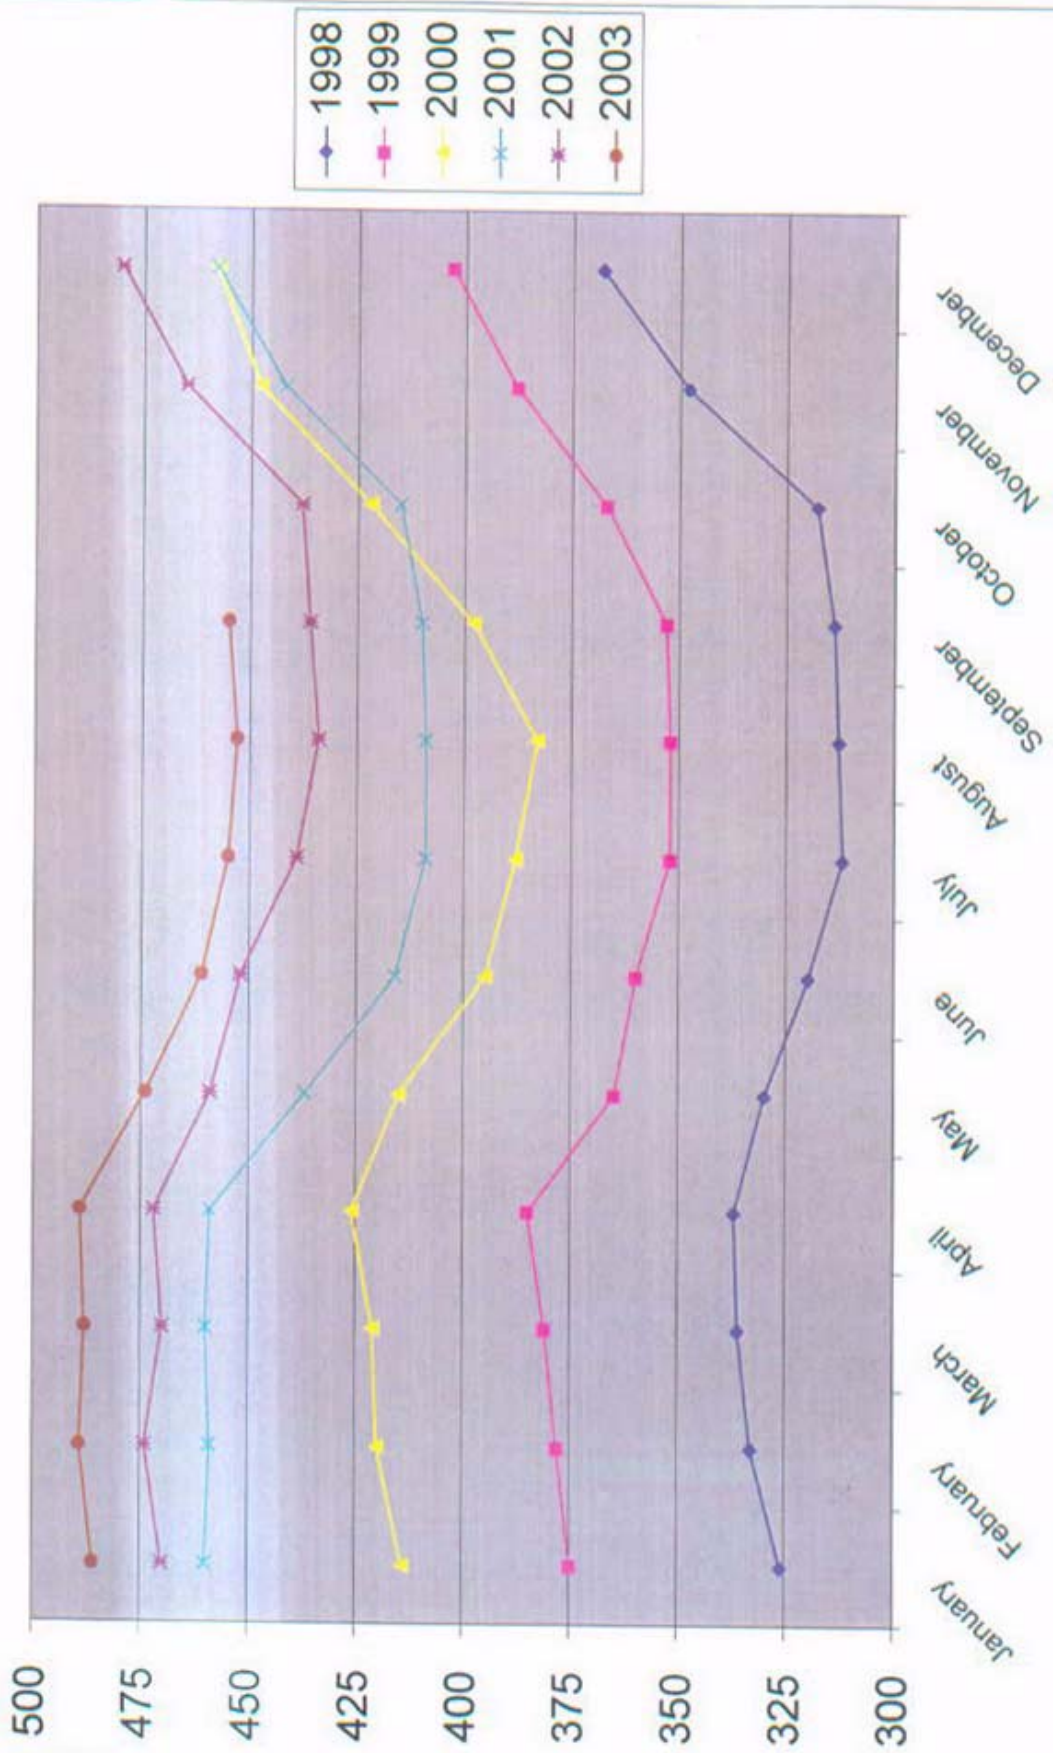 500
475
450
425
400
375
350
325
300
January
February
March
April
May
June
July
August
September
October
November
December
1998
1999
2000
2001
2002
2003